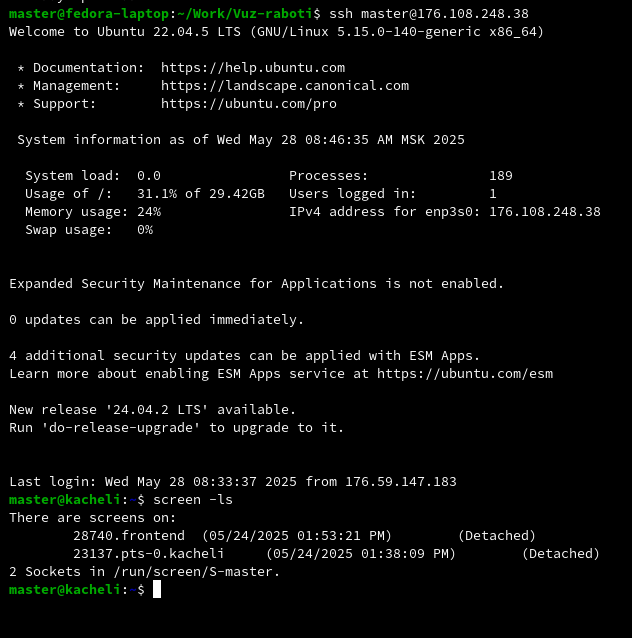 master@fedora-laptop:~/Work/Vuz-raboti$ ssh master@176.108.248.38
Welcome to Ubuntu 22.04.5 LTS (GNU/Linux 5.15.0-140-generic x86_64)
* Documentation:  https://help.ubuntu.com
* Management:     https://landscape.canonical.com
* Support:        https://ubuntu.com/pro
System information as of Wed May 28 08:46:35 AM MSK 2025
System load:  0.0                Processes:               189
Usage of /:   31.1% of 29.42GB   Users logged in:         1
Memory usage: 24%                IPv4 address for enp3s0: 176.108.248.38
Swap usage:   0%
Expanded Security Maintenance for Applications is not enabled.
0 updates can be applied immediately.
4 additional security updates can be applied with ESM Apps.
Learn more about enabling ESM Apps service at https://ubuntu.com/esm
New release '24.04.2 LTS' available.
Run 'do-release-upgrade' to upgrade to it.
Last login: Wed May 28 08:33:37 2025 from 176.59.147.183
master@kacheli:~$ screen -ls
There are screens on:
28740.frontend  (05/24/2025 01:53:21 PM)        (Detached)
23137.pts-0.kacheli     (05/24/2025 01:38:09 PM)        (Detached)
2 Sockets in /run/screen/S-master.
master@kacheli:~$